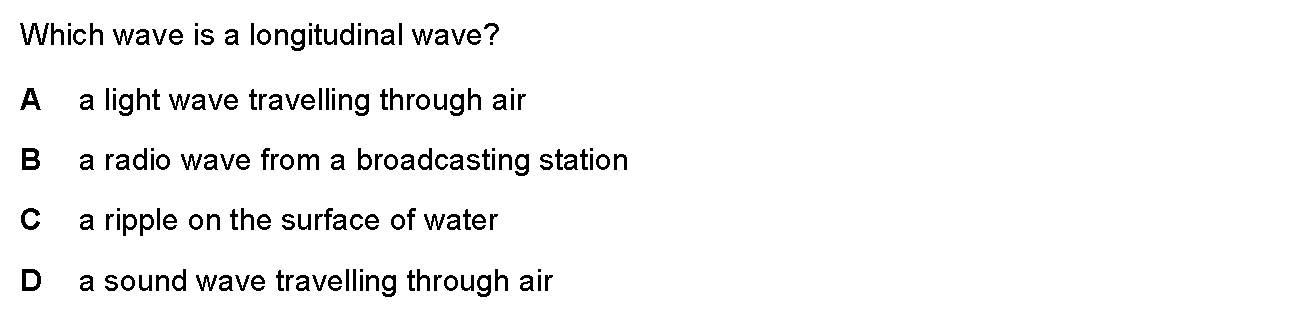 Which wave is a longitudinal wave?
A a light wave travelling through air
B a radio wave from a broadcasting station
C a ripple on the surface of water
D a sound wave travelling through air